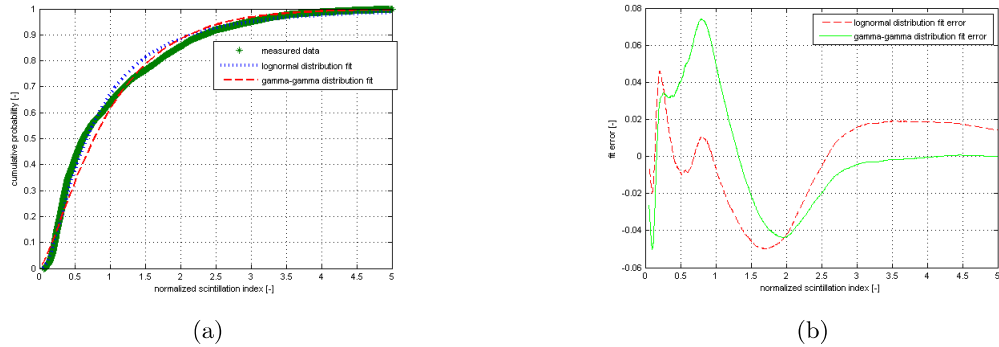 1
0.9
0.8
0.7
0.6
0.5
0.4
0.3
0.2
0.1
0
cumulative probability [-]
measured data
lognormal distribution fit
gamma-gamma distribution fit
0 0.5 1 1.5 2 2.5 3 3.5 4 4.5 5
normalized scintillation index [-]
(a)
0.08
0.06
0.04
0.02
0
-0.02
-0.04
-0.06
fit error [-]
lognormal distribution fit error
gamma-gamma distribution fit error
0 0.5 1 1.5 2 2.5 3 3.5 4 4.5 5
normalized scintillation index [-]
(b)